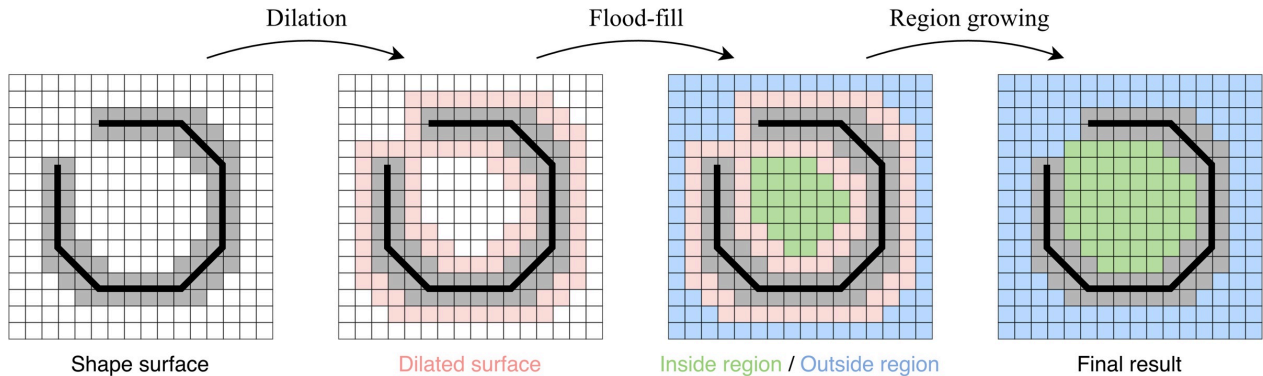 Dilation
Flood-fill
Region growing
Shape surface
Dilated surface
Inside region / Outside region
Final result